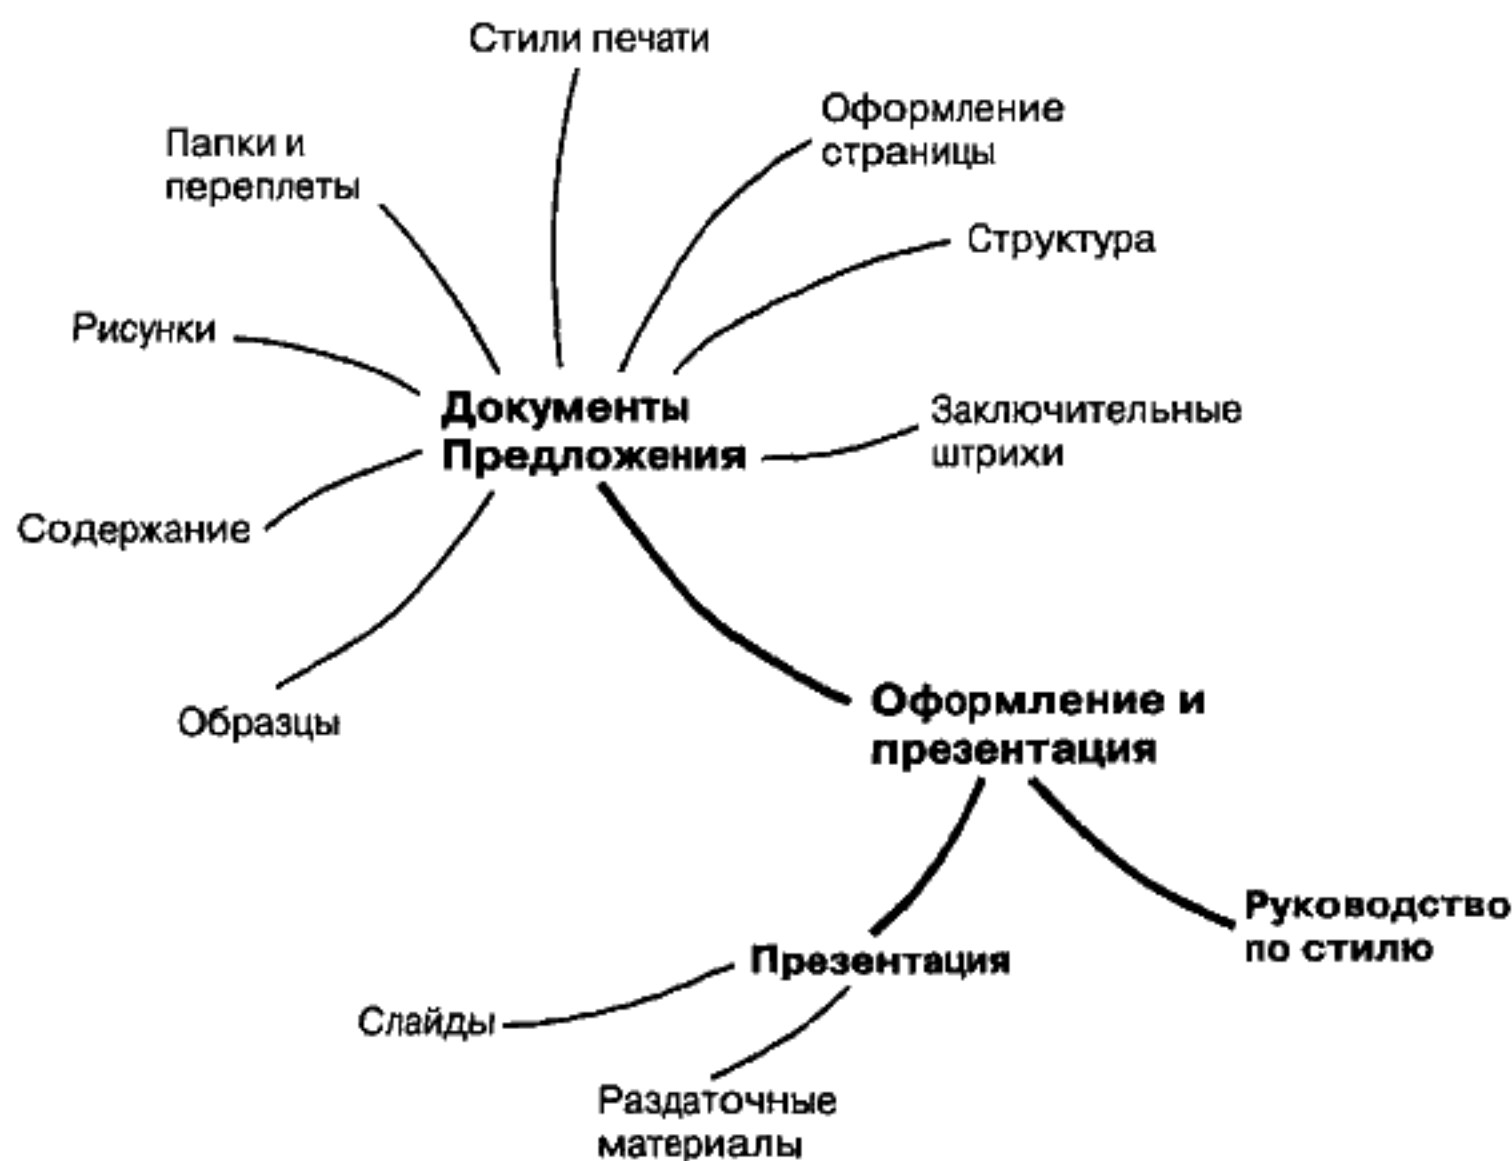 Стили печати
Оформление
страницы
Папки и
переплеты
Структура
Рисунки
Документы
Предложения
Заключительные
штрихи
Содержание
Образцы
Оформление и
презентация
Руководство
по стилю
Презентация
Слайды
Раздаточные
материалы